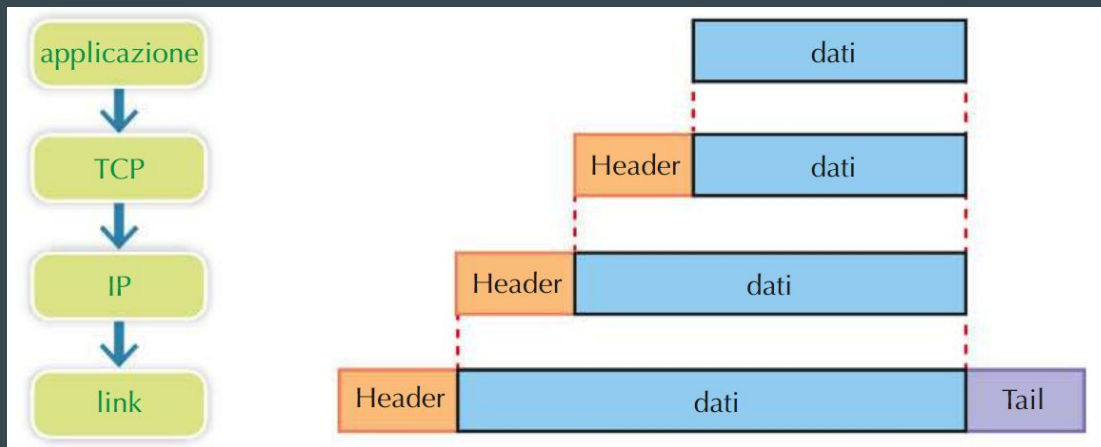 applicazione
dati
TCP
Header
dati
IP
Header
dati
link
Header
dati
Tail